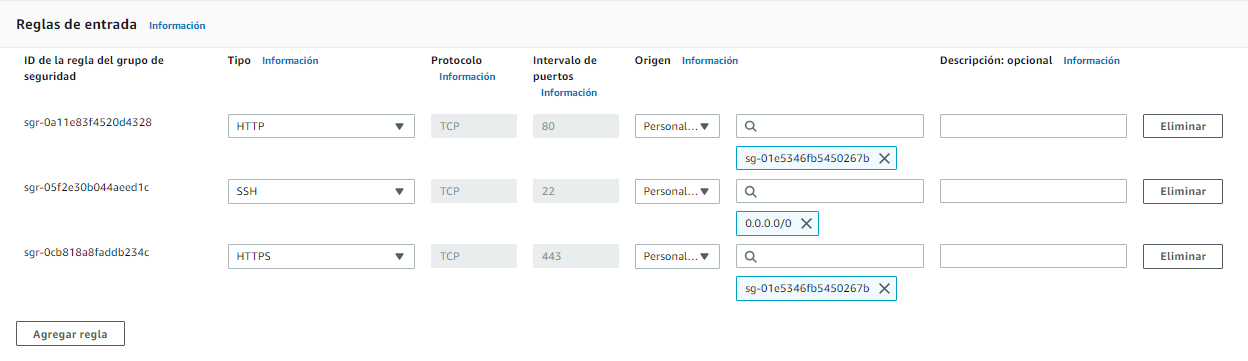 Reglas de entrada Información
ID de la regla del grupo de seguridad
Tipo Información
Protocolo Información
Intervalo de puertos Información
Origen Información
Descripción: opcional Información
sgr-0a11e83f4520d4328 HTTP TCP 80 Personal... Eliminar
sg-01e5346fb5450267b
sgr-05f2e30b044aeed1c SSH TCP 22 Personal... Eliminar
0.0.0.0/0
sgr-0cb818a8faddb234c HTTPS TCP 443 Personal... Eliminar
sg-01e5346fb5450267b
Agregar regla